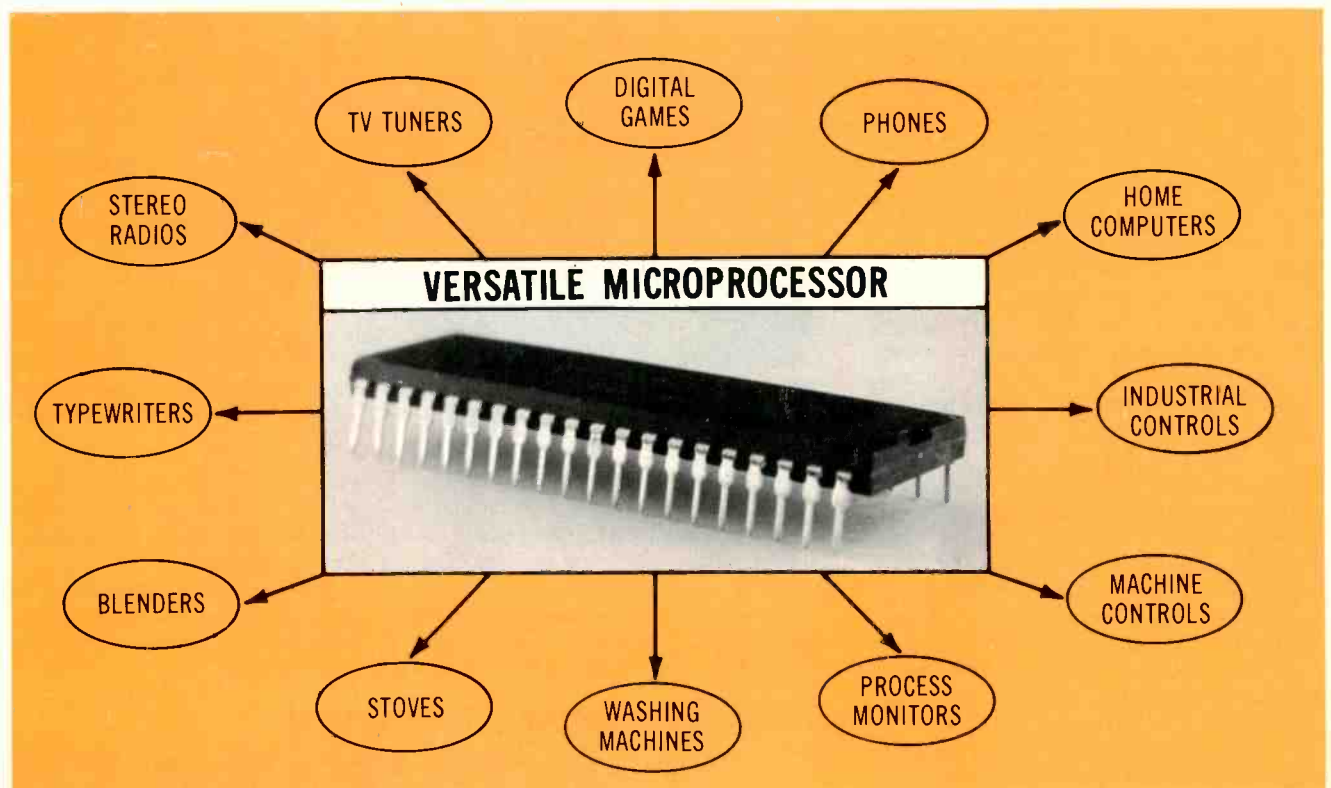 DIGITAL
GAMES
TV TUNERS
PHONES
STEREO
RADIOS
HOME
COMPUTERS
VERSATILE MICROPROCESSOR
TYPEWRITERS
INDUSTRIAL
CONTROLS
BLENDERS
MACHINE
CONTROLS
STOVES
WASHING
MACHINES
PROCESS
MONITORS